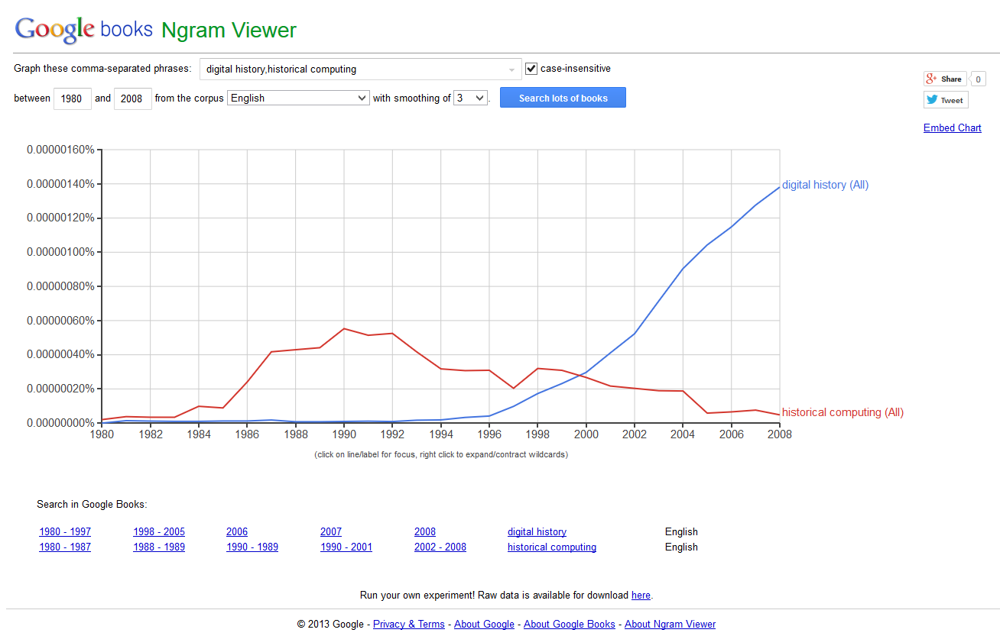 Google books Ngram Viewer
Graph these comma-separated phrases: digital history,historical computing case-insensitive
between 1980 and 2008 from the corpus English with smoothing of 3 . Search lots of books
Share 0
Tweet
Embed Chart
0.00000160%
0.00000140%
digital history (All)
0.00000120%
0.00000100%
0.00000080%
0.00000060%
0.00000040%
0.00000020%
historical computing (All)
0.00000000%
1980 1982 1984 1986 1988 1990 1992 1994 1996 1998 2000 2002 2004 2006 2008
(click on line/label for focus, right click to expand/contract wildcards)
Search in Google Books:
1980 - 1997 1998 - 2005 2006 2007 2008 digital history English
1980 - 1987 1988 - 1989 1990 - 1989 1990 - 2001 2002 - 2008 historical computing English
Run your own experiment! Raw data is available for download here.
© 2013 Google - Privacy & Terms - About Google - About Google Books - About Ngram Viewer